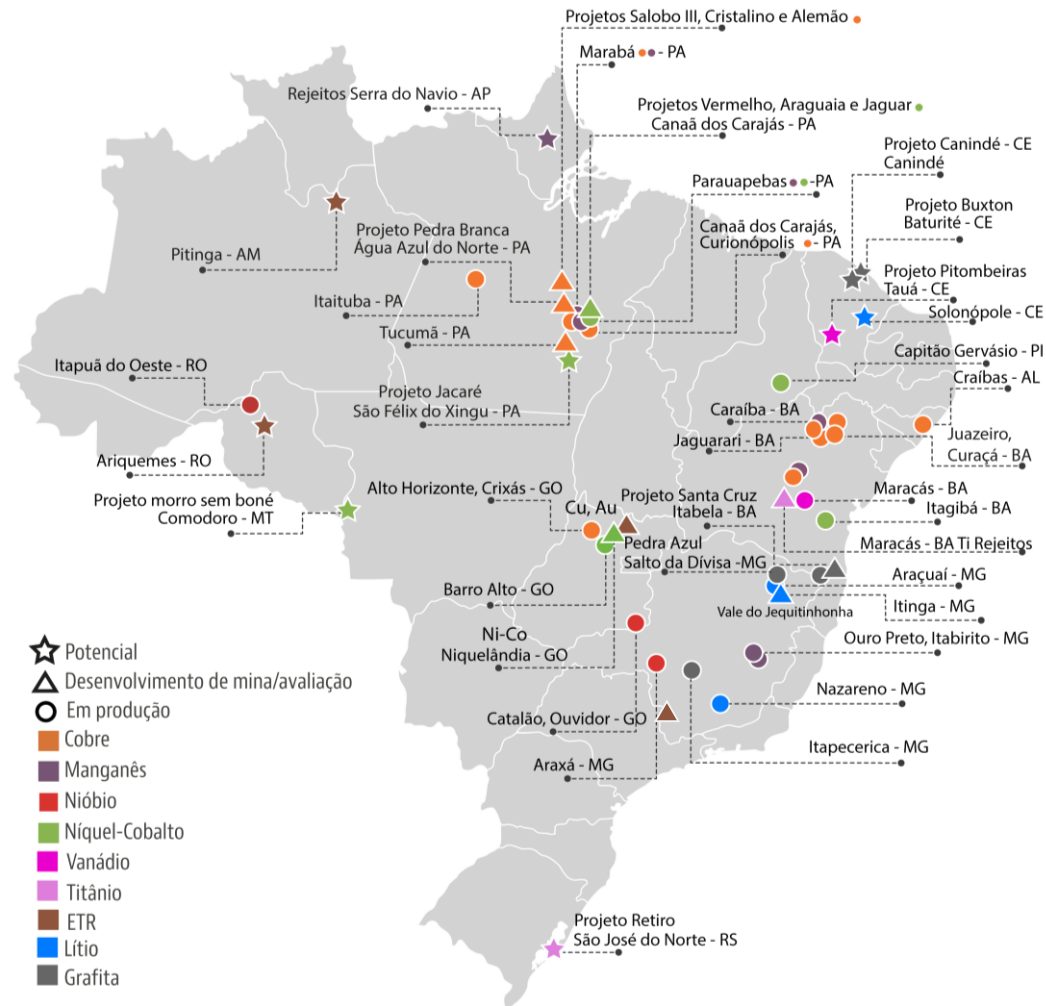 Projetos Salobo III, Cristalino e Alemão
Marabá - PA
Rejeitos Serra do Navio - AP
Projetos Vermelho, Araguaia e Jaguar
Canaã dos Carajás - PA
Projeto Canindé - CE
Canindé
Parauapebas -PA
Projeto Buxton
Baturité - CE
Projeto Pedra Branca
Água Azul do Norte - PA
Canaã dos Carajás,
Curionópolis - PA
Pitinga - AM
Projeto Pitombeiras
Tauá - CE
Itaituba - PA
Solonópole - CE
Tucumã - PA
Itapuã do Oeste - RO
Capitão Gervásio - PI
Craíbas - AL
Projeto Jacaré
São Félix do Xingu - PA
Caraíba - BA
Jaguarari - BA
Juazeiro,
Curaçá - BA
Ariquemes - RO
Alto Horizonte, Crixás - GO
Projeto Santa Cruz
Itabela - BA
Maracás - BA
Projeto morro sem boné
Comodoro - MT
Cu, Au
Itagibá - BA
Pedra Azul
Salto da Dívisa -MG
Maracás - BA Ti Rejeitos
Araçuaí - MG
Barro Alto - GO
Vale do Jequitinhonha
Itinga - MG
Ni-Co
Niquelândia - GO
Ouro Preto, Itabirito - MG
Nazareno - MG
Catalão, Ouvidor - GO
Itapecerica - MG
Araxá - MG
Potencial
Desenvolvimento de mina/avaliação
Em produção
Cobre
Manganês
Nióbio
Níquel-Cobalto
Vanádio
Titânio
ETR
Lítio
Grafita
Projeto Retiro
São José do Norte - RS